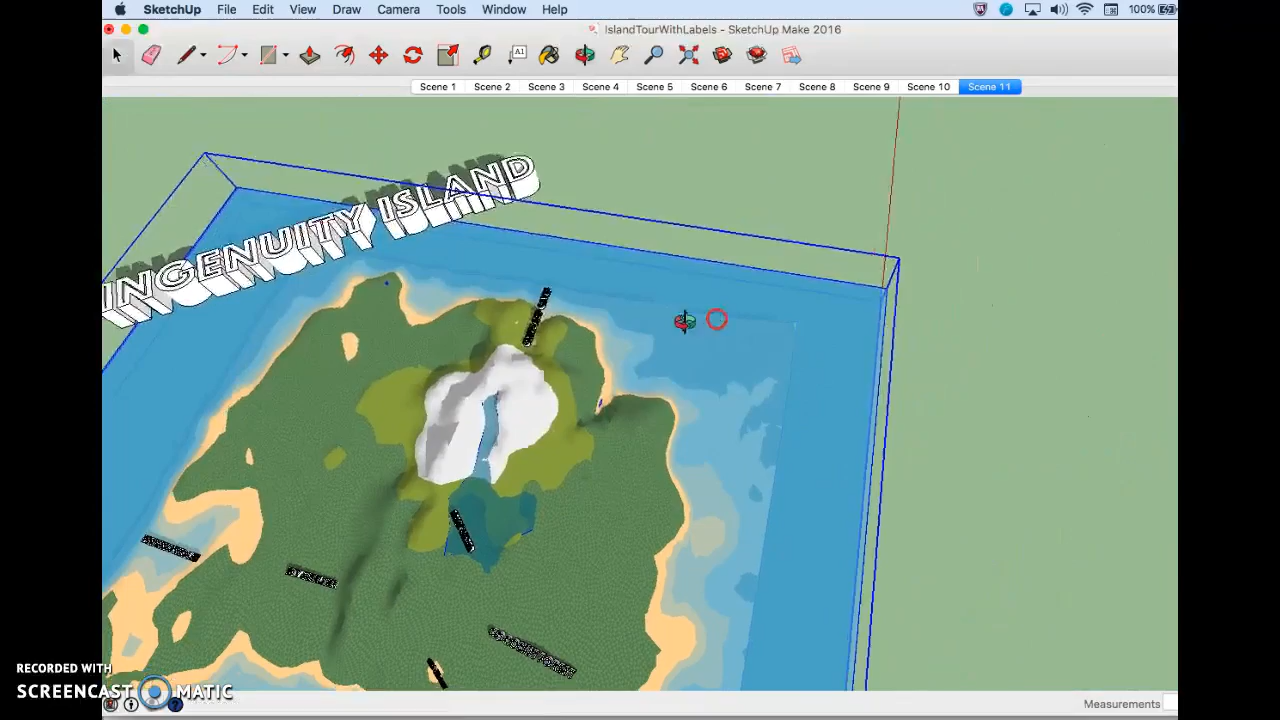 SketchUp File Edit View Draw Camera Tools Window Help 100%
IslandTourWithLabels - SketchUp Make 2016
A1
Scene 1 Scene 2 Scene 3 Scene 4 Scene 5 Scene 6 Scene 7 Scene 8 Scene 9 Scene 10 Scene 11
INGENUITY ISLAND
RECORDED WITH
SCREENCAST MATIC
Measurements